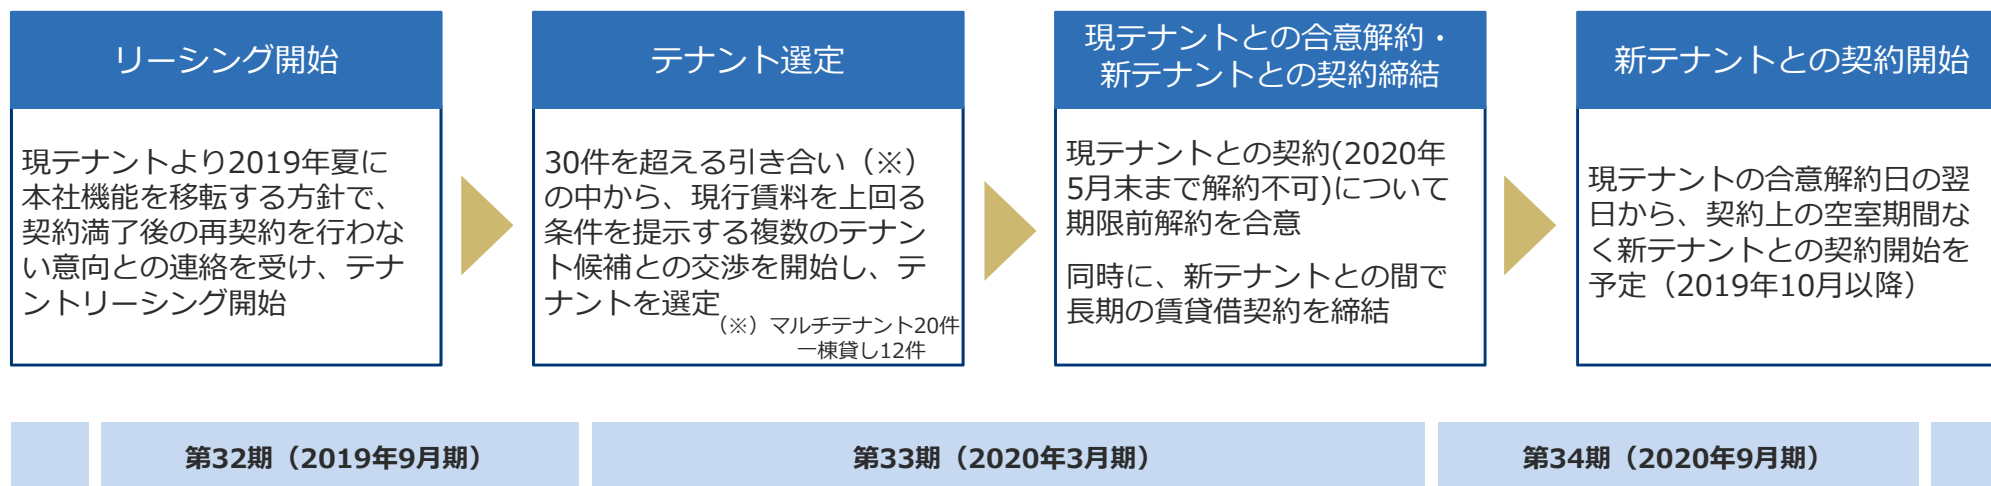 リーシング開始
現テナントより2019年夏に
本社機能を移転する方針で、
契約満了後の再契約を行わな
い意向との連絡を受け、テナ
ントリーシング開始
テナント選定
30件を超える引き合い（※）
の中から、現行賃料を上回る
条件を提示する複数のテナン
ト候補との交渉を開始し、テ
ナントを選定
（※）マルチテナント20件
一棟貸し12件
現テナントとの合意解約・
新テナントとの契約締結
現テナントとの契約(2020年
5月末まで解約不可)について
期限前解約を合意
同時に、新テナントとの間で
長期の賃貸借契約を締結
新テナントとの契約開始
現テナントの合意解約日の翌
日から、契約上の空室期間な
く新テナントとの契約開始を
予定（2019年10月以降）
第32期（2019年9月期）
第33期（2020年3月期）
第34期（2020年9月期）